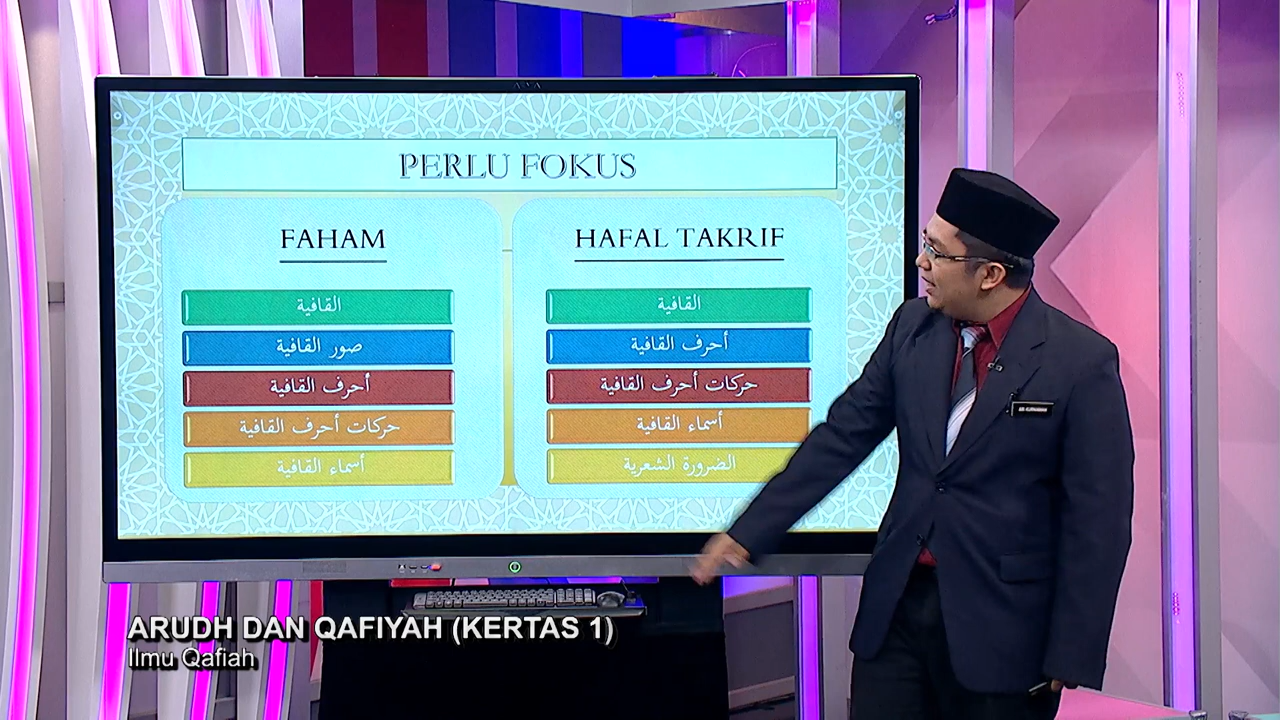 PERLU FOKUS
FAHAM
القافية
صور القافية
أحرف القافية
حركات أحرف القافية
أسماء القافية
HAFAL TAKRIF
القافية
أحرف القافية
حركات أحرف القافية
أسماء القافية
الضرورة الشعرية
ARUDH DAN QAFIYAH (KERTAS 1)
Ilmu Qafiah